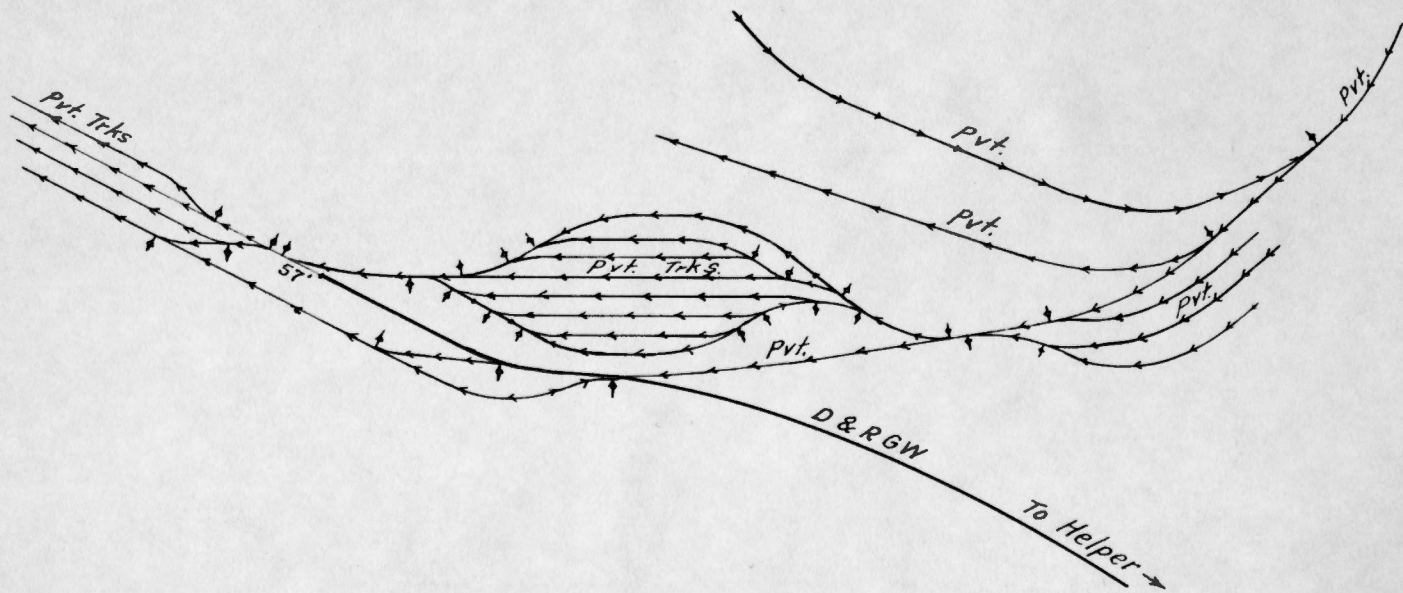 Pvt.
Pvt. Trks
Pvt.
Pvt.
57'
Pvt. Trks.
Pvt.
Pvt.
D & RGW
To Helper